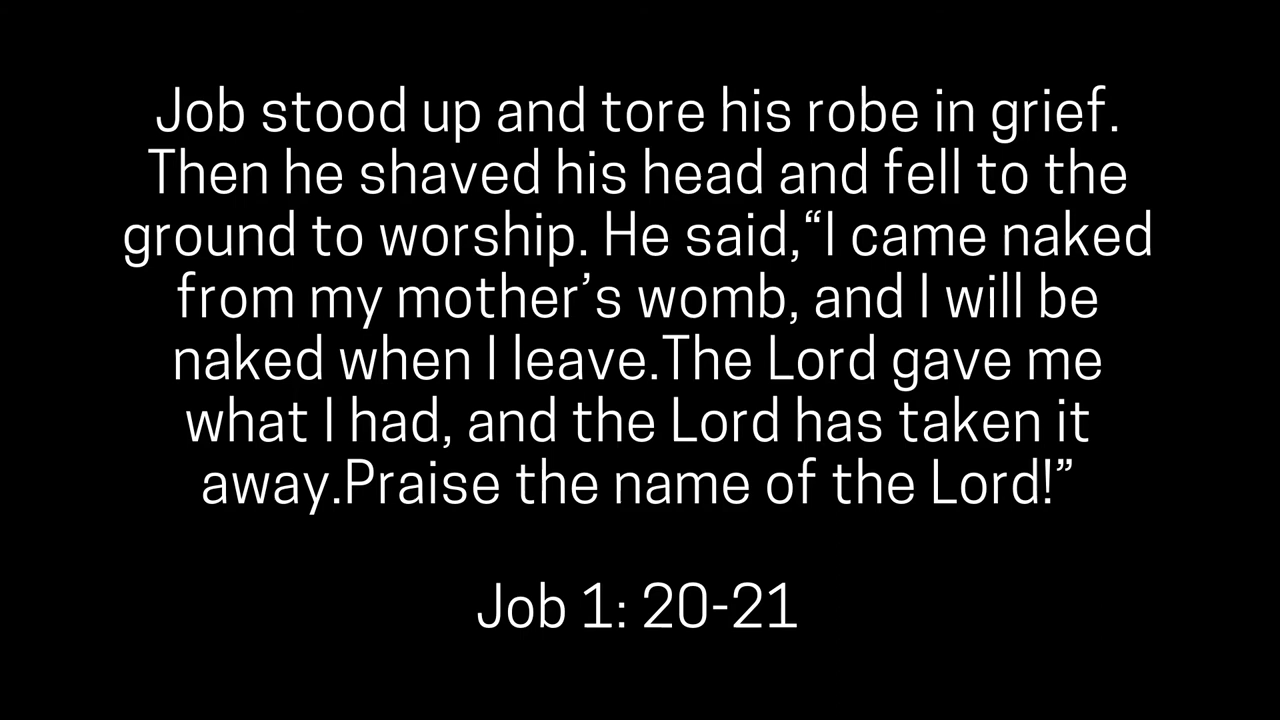 Job stood up and tore his robe in grief.
Then he shaved his head and fell to the
ground to worship. He said,“I came naked
from my mother’s womb, and I will be
naked when I leave.The Lord gave me
what I had, and the Lord has taken it
away.Praise the name of the Lord!”
Job 1: 20-21